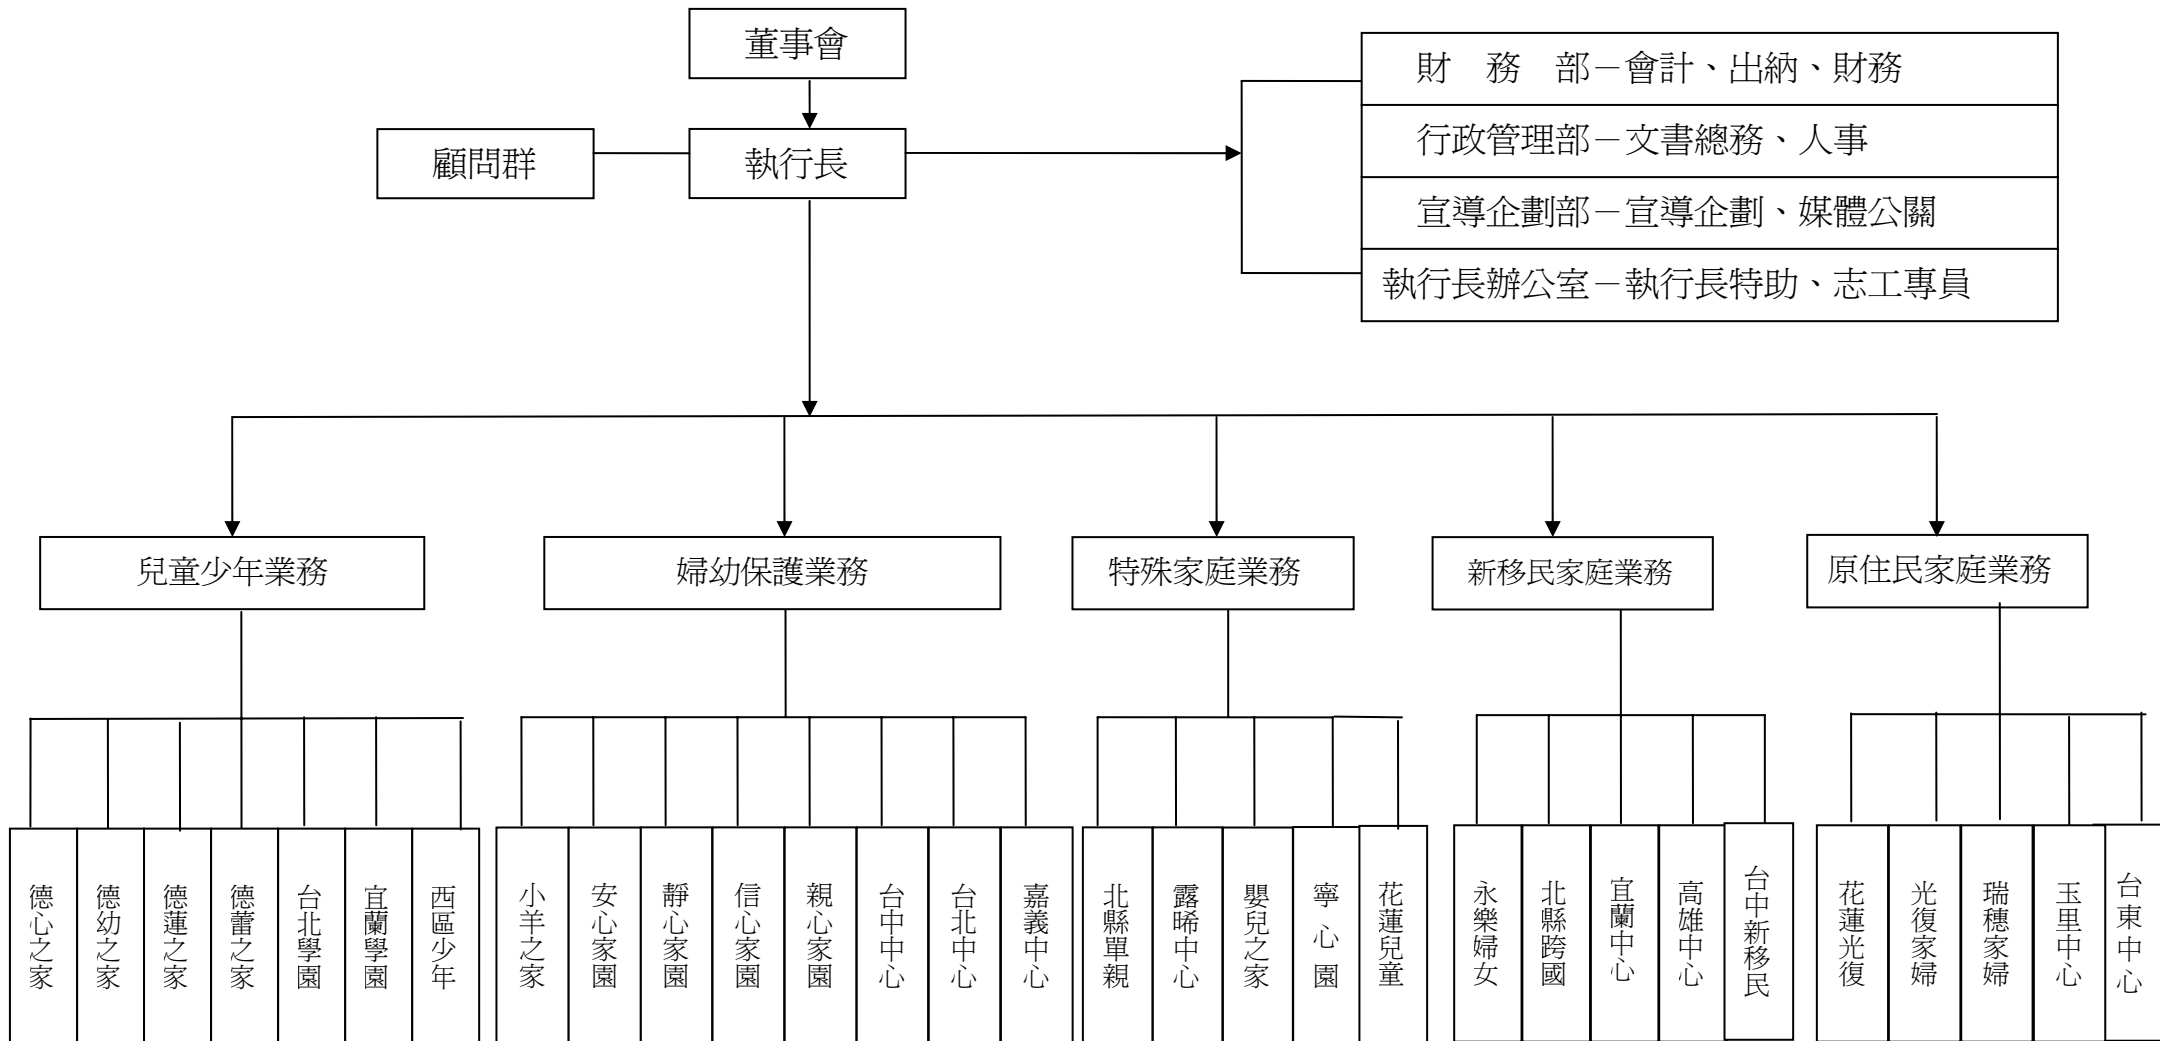 董事會
財　務　部－會計、出納、財務
行政管理部－文書總務、人事
宣導企劃部－宣導企劃、媒體公關
執行長辦公室－執行長特助、志工專員
顧問群
執行長
兒童少年業務
婦幼保護業務
特殊家庭業務
新移民家庭業務
原住民家庭業務
德心之家
德幼之家
德蓮之家
德蕾之家
台北學園
宜蘭學園
西區少年
小羊之家
安心家園
靜心家園
信心家園
親心家園
台中中心
台北中心
嘉義中心
北縣單親
露晞中心
嬰兒之家
寧心園
花蓮兒童
永樂婦女
北縣跨國
宜蘭中心
高雄中心
台中新移民
花蓮光復
光復家婦
瑞穗家婦
玉里中心
台東中心